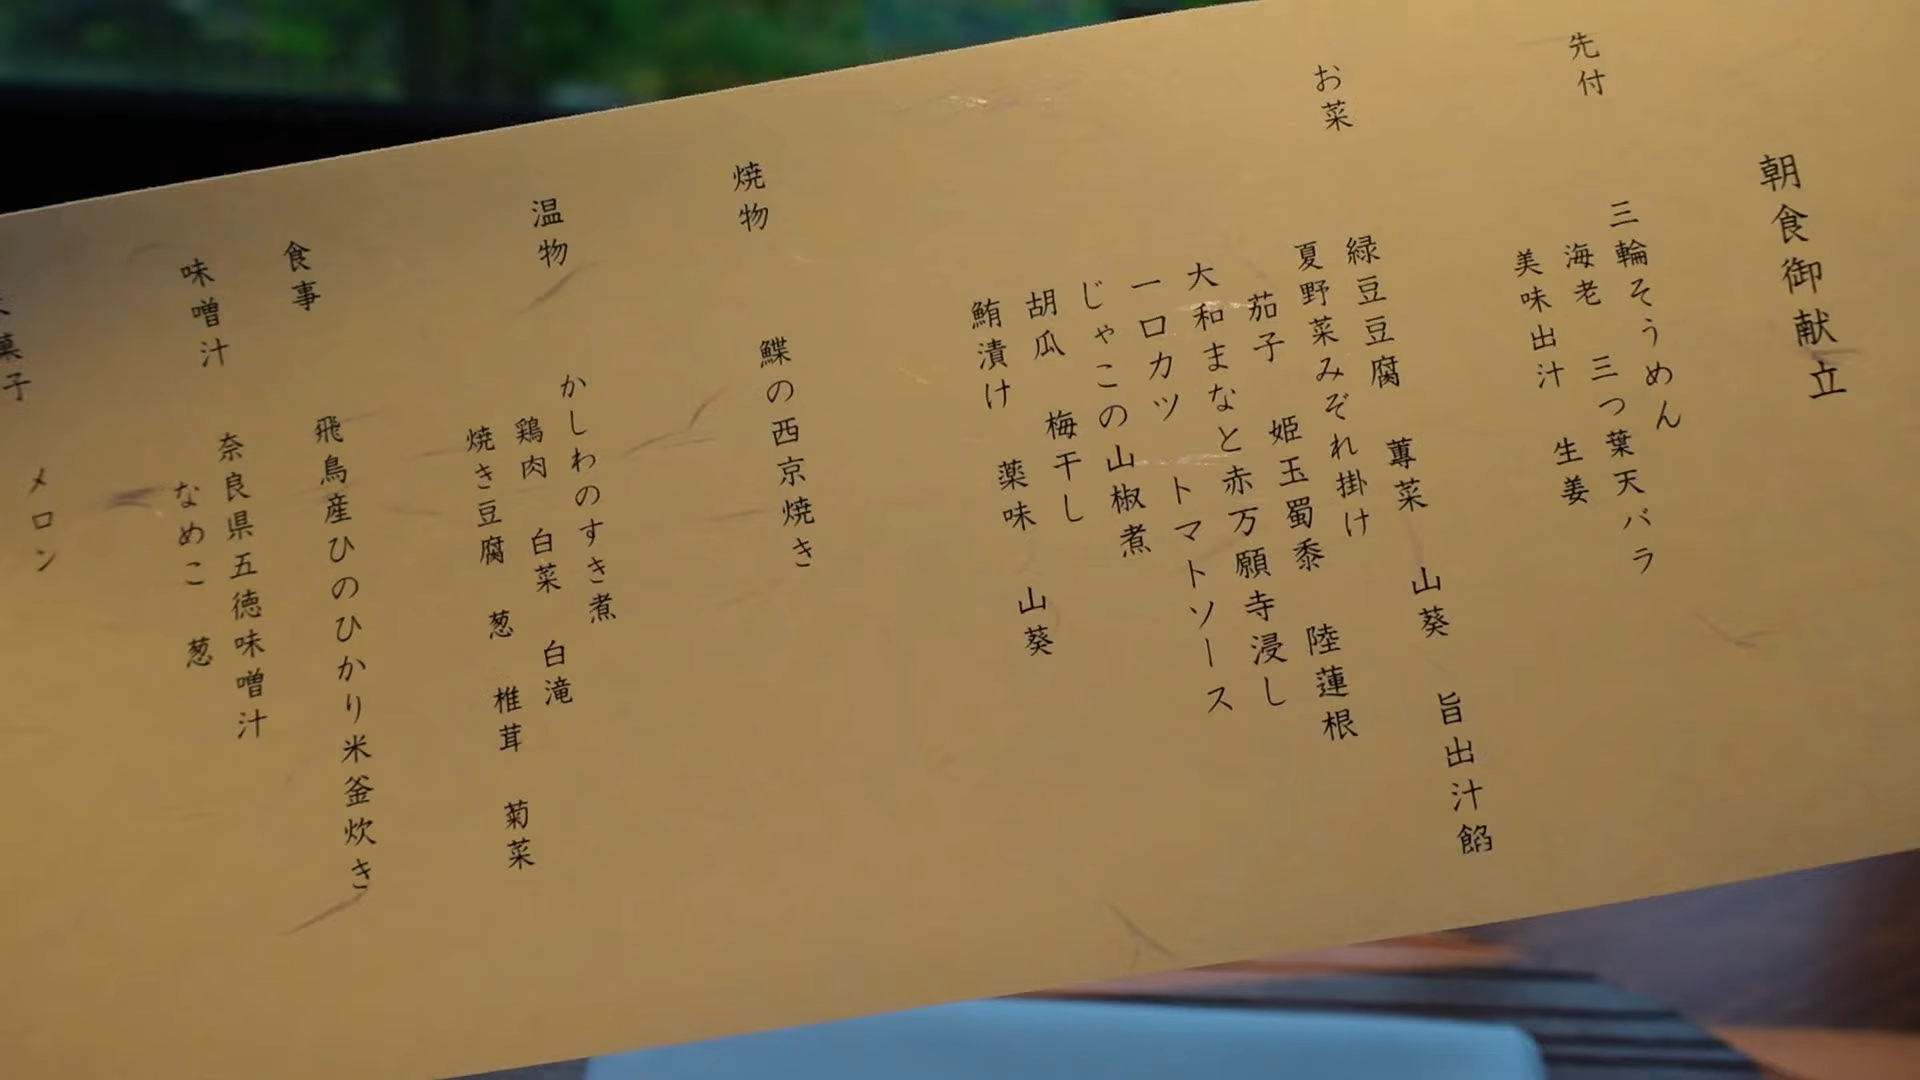 朝食御献立
先付
三輪そうめん
海老　三つ葉天バラ
美味出汁　生姜
お菜
緑豆豆腐　蓴菜　山葵　旨出汁餡
夏野菜みぞれ掛け
茄子　姫玉蜀黍　陸蓮根
大和まなと赤万願寺浸し
一口カツ　トマトソース
じゃこの山椒煮
胡瓜　梅干し
鮪漬け　薬味　山葵
焼物
鰈の西京焼き
温物
かしわのすき煮
鶏肉　白菜　白滝
焼き豆腐　葱　椎茸　菊菜
食事
飛鳥産ひのひかり米釜炊き
味噌汁
奈良県五徳味噌汁
なめこ　葱
菓子
メロン